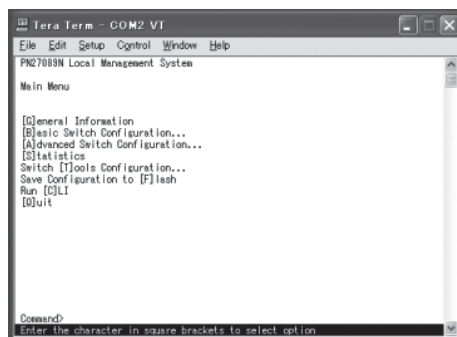 Tera Term - COM2 VT
File Edit Setup Control Window Help
PN27089N Local Management System
Main Menu
[G]eneral Information
[B]asic Switch Configuration...
[A]dvanced Switch Configuration...
[S]tatistics
Switch [T]ools Configuration...
Save Configuration to [F]lash
Run [C]LI
[Q]uit
Command>
Enter the character in square brackets to select option